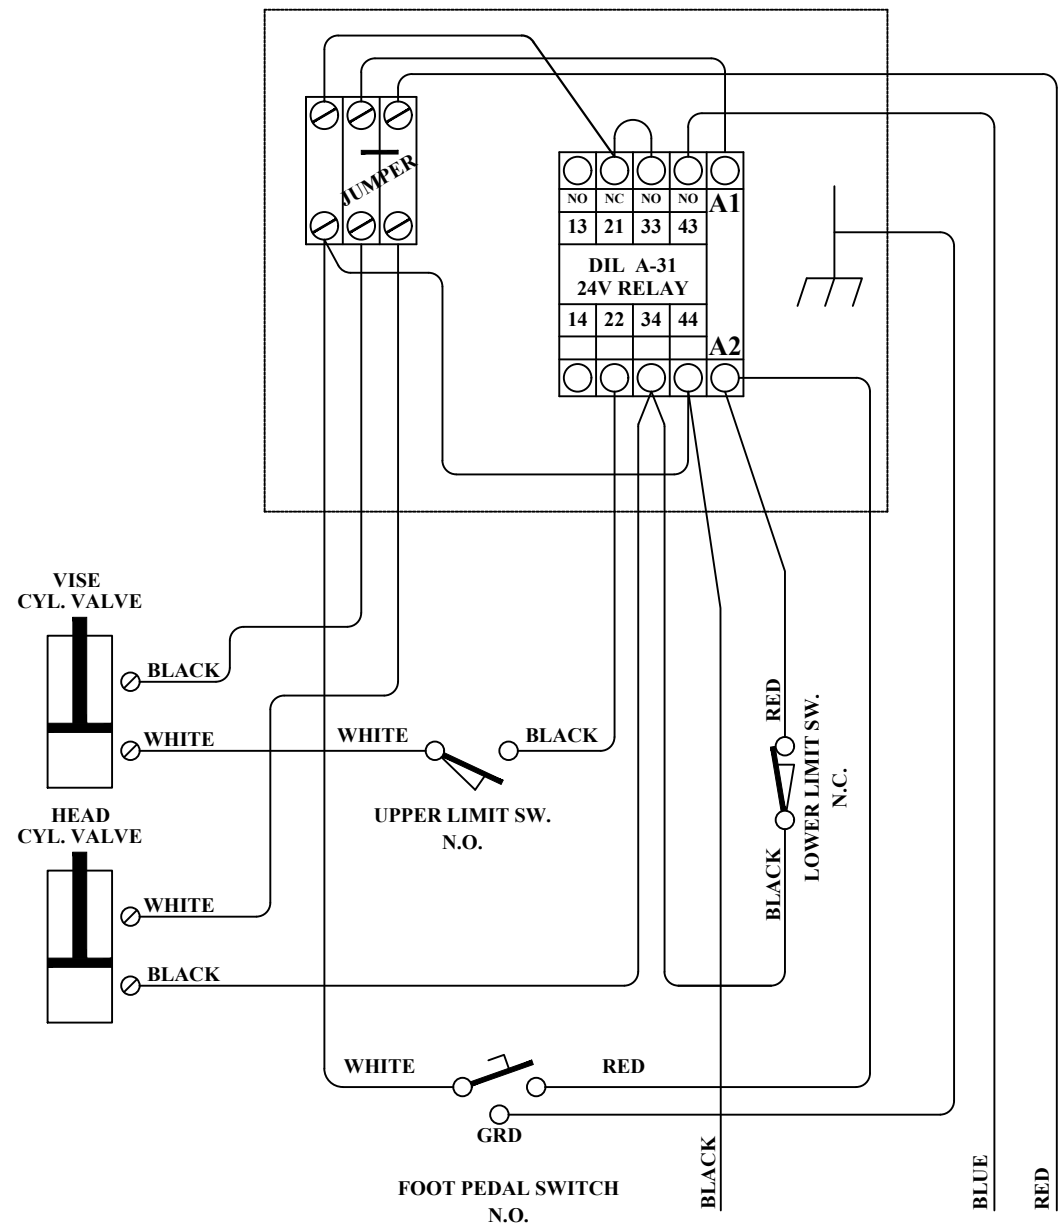 JUMPER
NO NC NO NO A1
13 21 33 43
DIL A-31
24V RELAY
14 22 34 44
A2
VISE
CYL. VALVE
BLACK
WHITE
WHITE
BLACK
UPPER LIMIT SW.
N.O.
RED
LOWER LIMIT SW.
N.C.
BLACK
HEAD
CYL. VALVE
WHITE
BLACK
WHITE
RED
GRD
FOOT PEDAL SWITCH
N.O.
BLACK
BLUE
RED